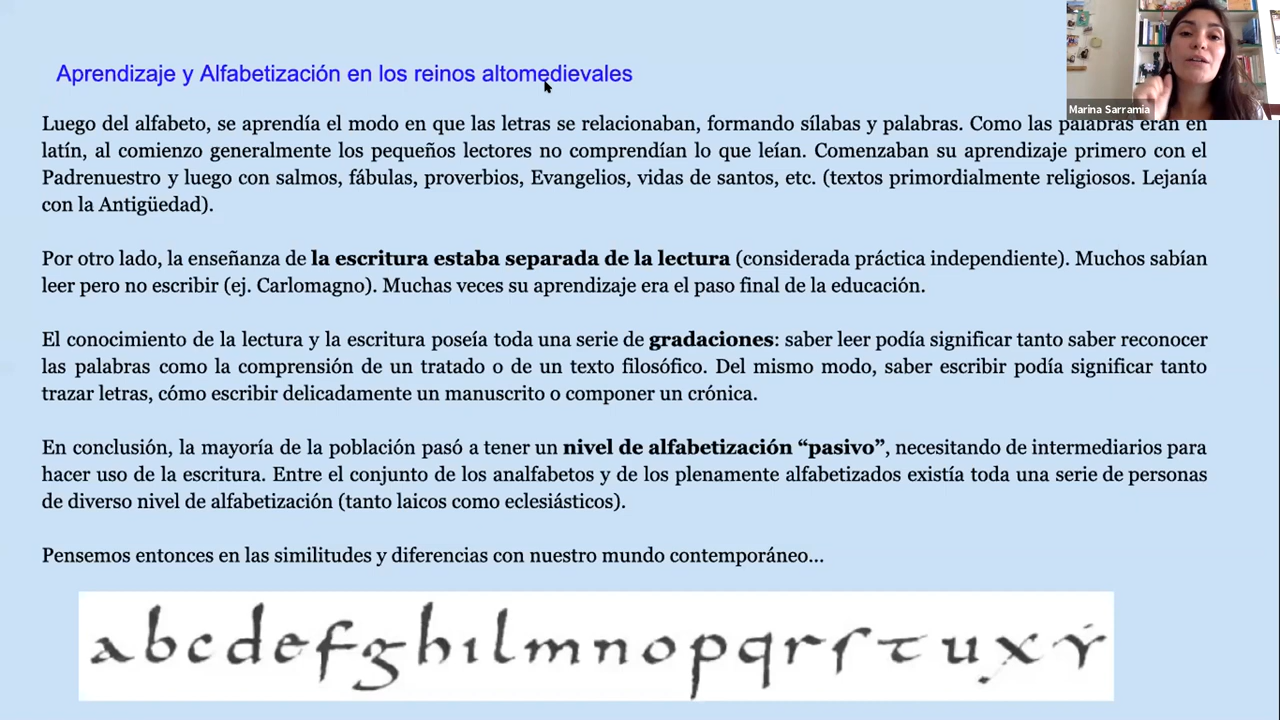 Aprendizaje y Alfabetización en los reinos altomedievales
Marina Sarramia
Luego del alfabeto, se aprendía el modo en que las letras se relacionaban, formando sílabas y palabras. Como las palabras eran en
latín, al comienzo generalmente los pequeños lectores no comprendían lo que leían. Comenzaban su aprendizaje primero con el
Padrenuestro y luego con salmos, fábulas, proverbios, Evangelios, vidas de santos, etc. (textos primordialmente religiosos. Lejanía
con la Antigüedad).
Por otro lado, la enseñanza de la escritura estaba separada de la lectura (considerada práctica independiente). Muchos sabían
leer pero no escribir (ej. Carlomagno). Muchas veces su aprendizaje era el paso final de la educación.
El conocimiento de la lectura y la escritura poseía toda una serie de gradaciones: saber leer podía significar tanto saber reconocer
las palabras como la comprensión de un tratado o de un texto filosófico. Del mismo modo, saber escribir podía significar tanto
trazar letras, cómo escribir delicadamente un manuscrito o componer un crónica.
En conclusión, la mayoría de la población pasó a tener un nivel de alfabetización “pasivo”, necesitando de intermediarios para
hacer uso de la escritura. Entre el conjunto de los analfabetos y de los plenamente alfabetizados existía toda una serie de personas
de diverso nivel de alfabetización (tanto laicos como eclesiásticos).
Pensemos entonces en las similitudes y diferencias con nuestro mundo contemporáneo...
a b c d e f g h ı l m n o p q r ſ τ u x ẏ